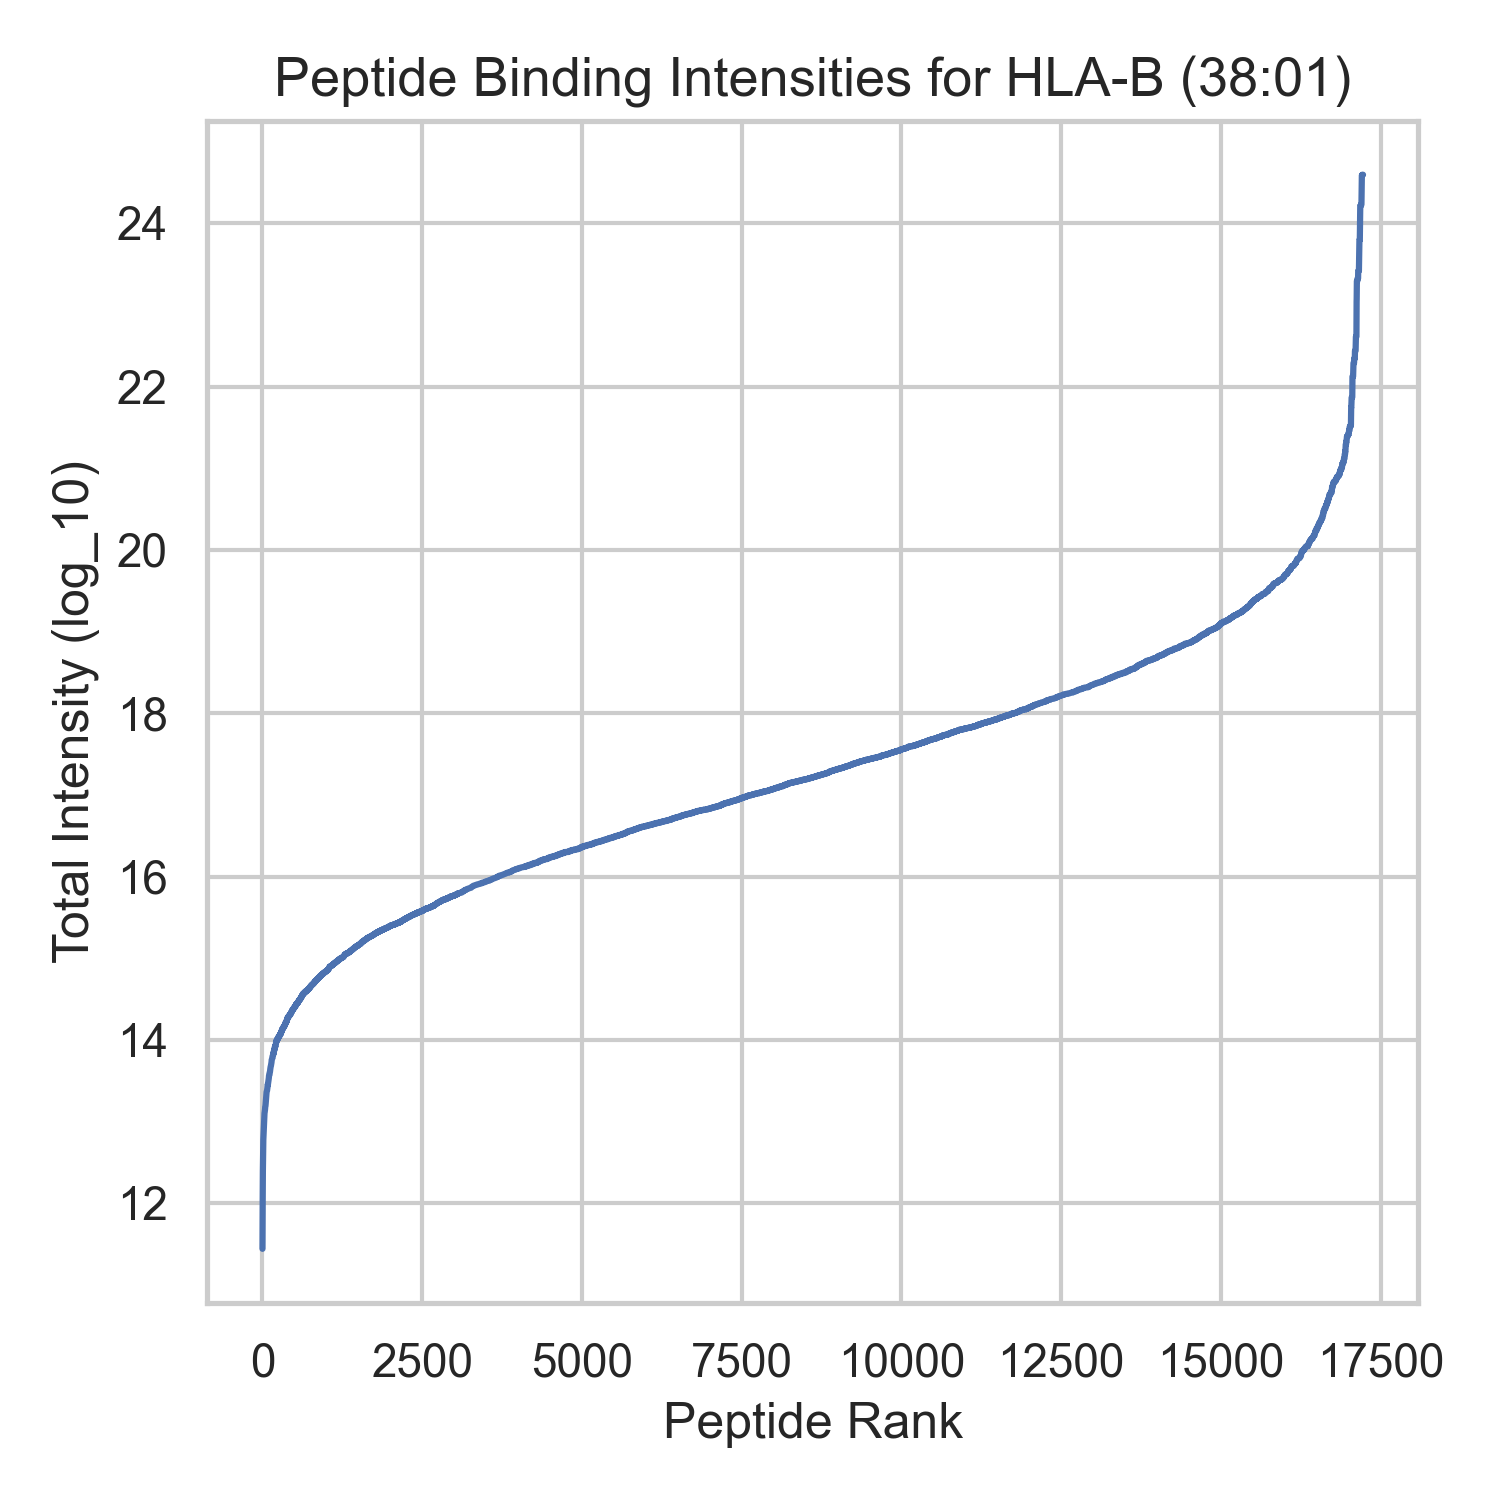 Peptide Binding Intensities for HLA-B (38:01)
Total Intensity (log_10)
24
22
20
18
16
14
12
0 2500 5000 7500 10000 12500 15000 17500
Peptide Rank